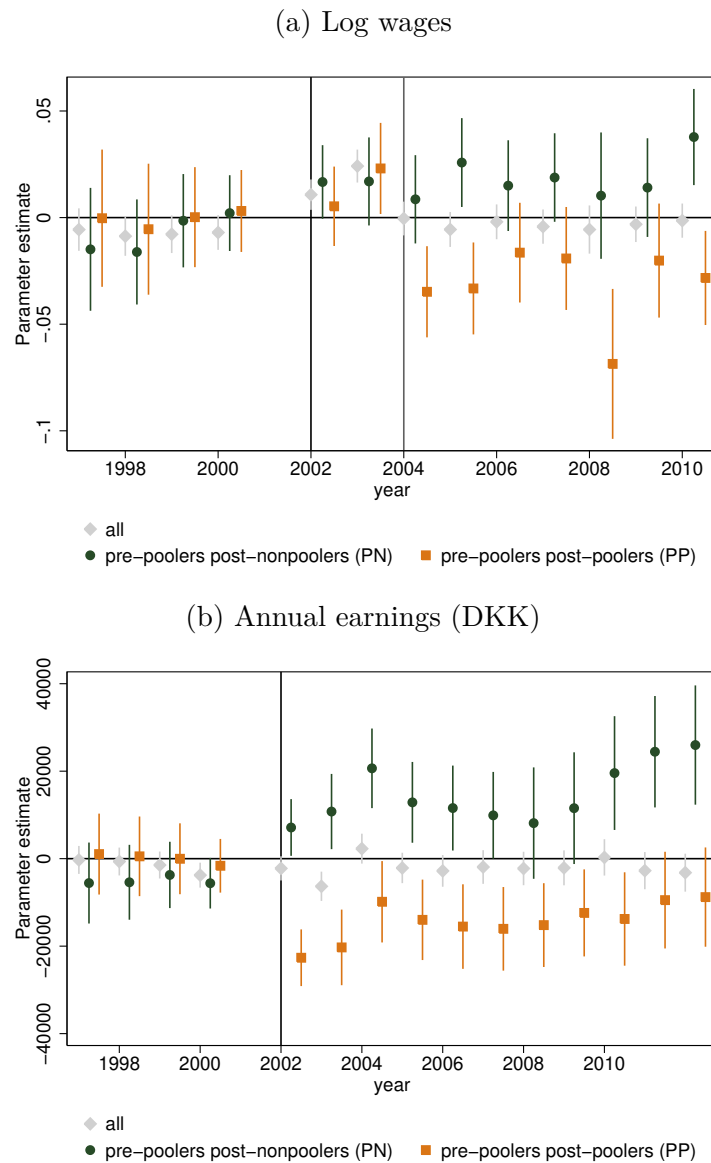 (a) Log wages
Parameter estimate
.05
0
−.05
−.1
1998 2000 2002 2004 2006 2008 2010
year
all
pre−poolers post−nonpoolers (PN) pre−poolers post−poolers (PP)
(b) Annual earnings (DKK)
Parameter estimate
40000
20000
0
−20000
−40000
1998 2000 2002 2004 2006 2008 2010
year
all
pre−poolers post−nonpoolers (PN) pre−poolers post−poolers (PP)